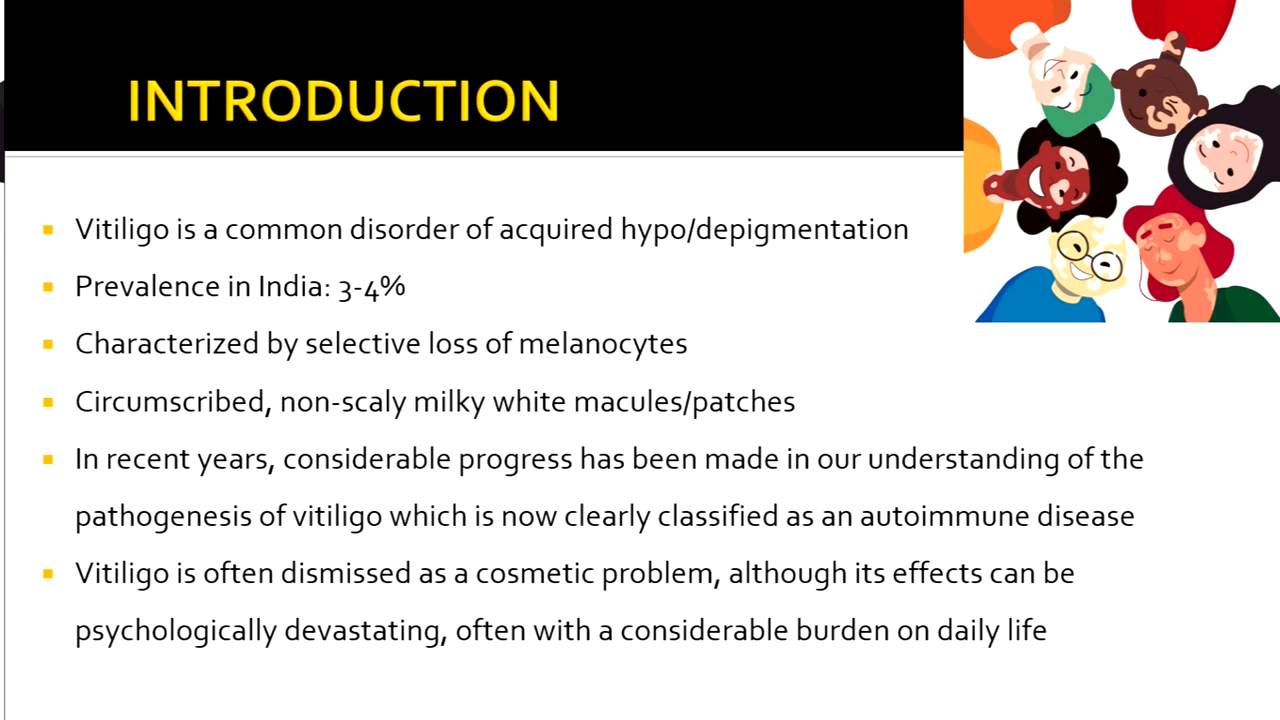 INTRODUCTION
Vitiligo is a common disorder of acquired hypo/depigmentation
Prevalence in India: 3-4%
Characterized by selective loss of melanocytes
Circumscribed, non-scaly milky white macules/patches
In recent years, considerable progress has been made in our understanding of the
pathogenesis of vitiligo which is now clearly classified as an autoimmune disease
Vitiligo is often dismissed as a cosmetic problem, although its effects can be
psychologically devastating, often with a considerable burden on daily life